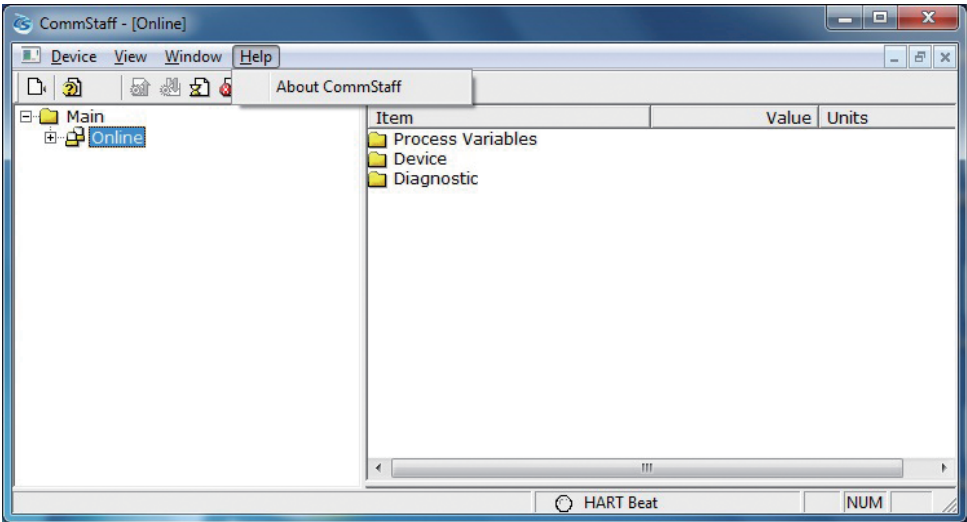 CommStaff - [Online]
Device View Window Help
About CommStaff
Main
Online
Item Value Units
Process Variables
Device
Diagnostic
HART Beat NUM